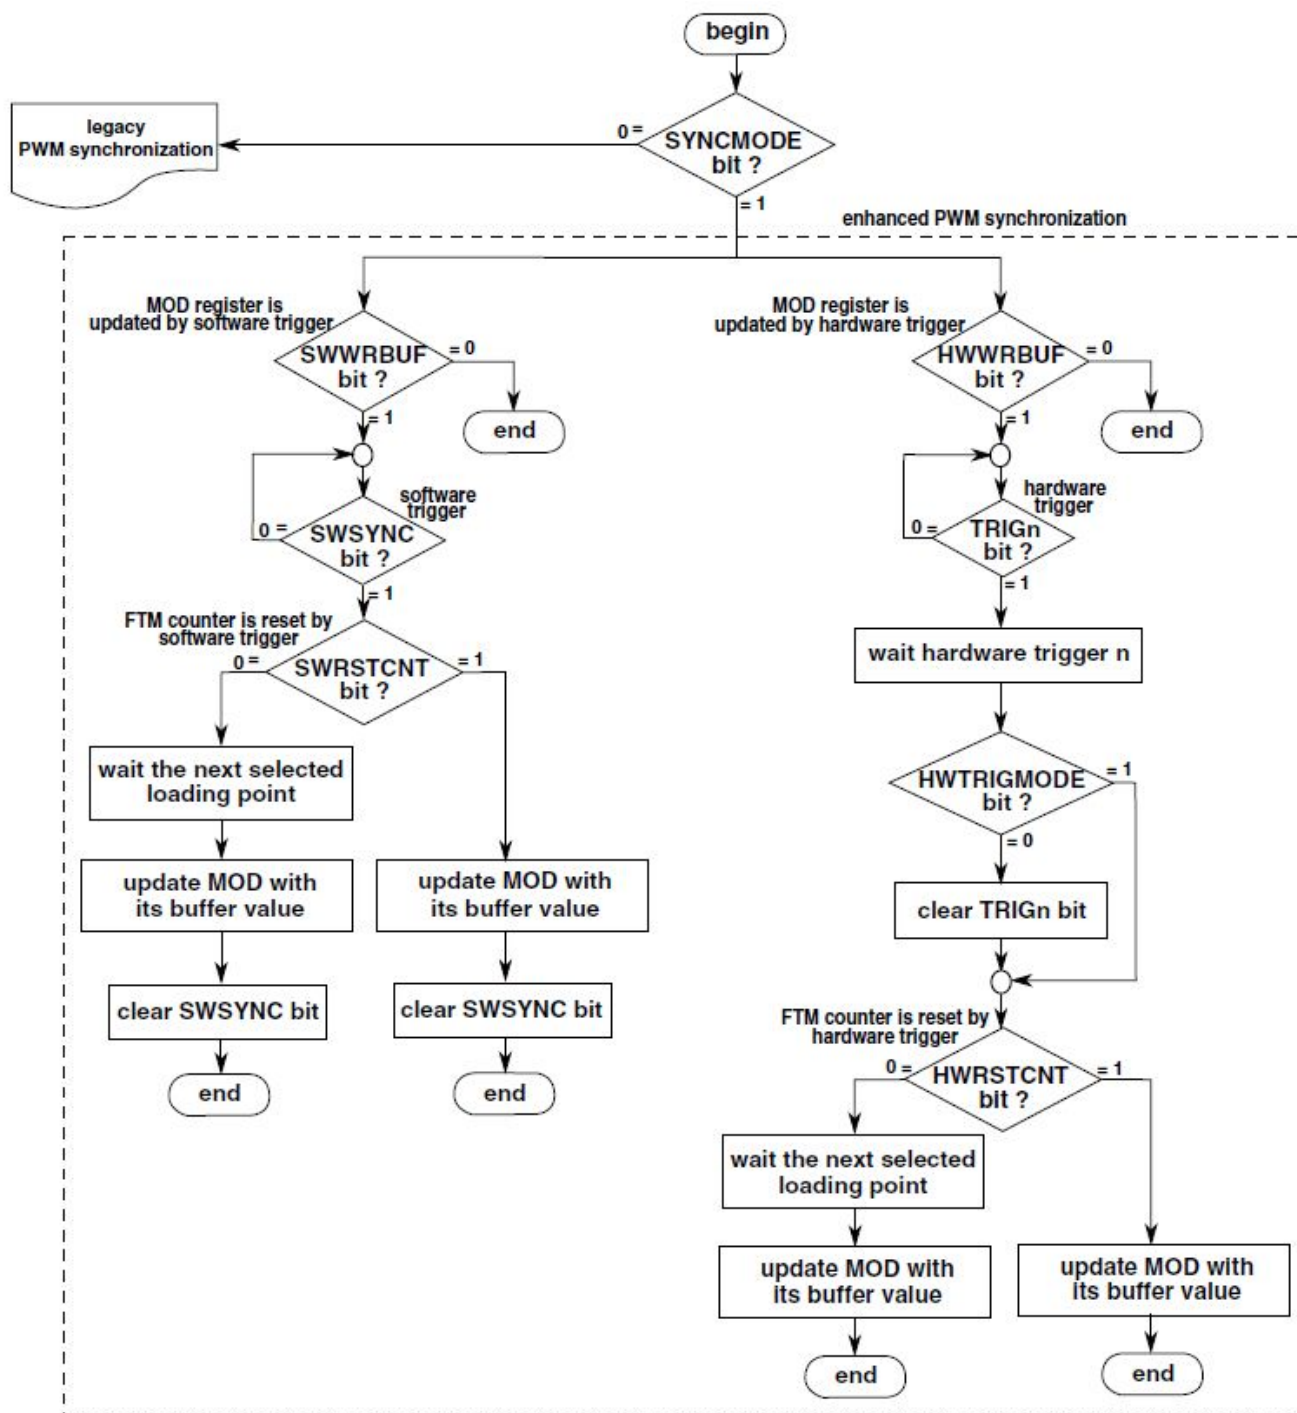 begin
legacy
PWM synchronization
0 =
SYNCMODE
bit ?
= 1
enhanced PWM synchronization
MOD register is
updated by software trigger
SWWRBUF
bit ?
= 0
end
= 1
software
trigger
0 =
SWSYNC
bit ?
= 1
FTM counter is reset by
software trigger
0 =
SWRSTCNT
bit ?
= 1
wait the next selected
loading point
update MOD with
its buffer value
clear SWSYNC bit
end
update MOD with
its buffer value
clear SWSYNC bit
end
MOD register is
updated by hardware trigger
HWWRBUF
bit ?
= 0
end
= 1
hardware
trigger
0 =
TRIGn
bit ?
= 1
wait hardware trigger n
HWTRIGMODE
bit ?
= 1
= 0
clear TRIGn bit
FTM counter is reset by
hardware trigger
0 =
HWRSTCNT
bit ?
= 1
wait the next selected
loading point
update MOD with
its buffer value
end
update MOD with
its buffer value
end